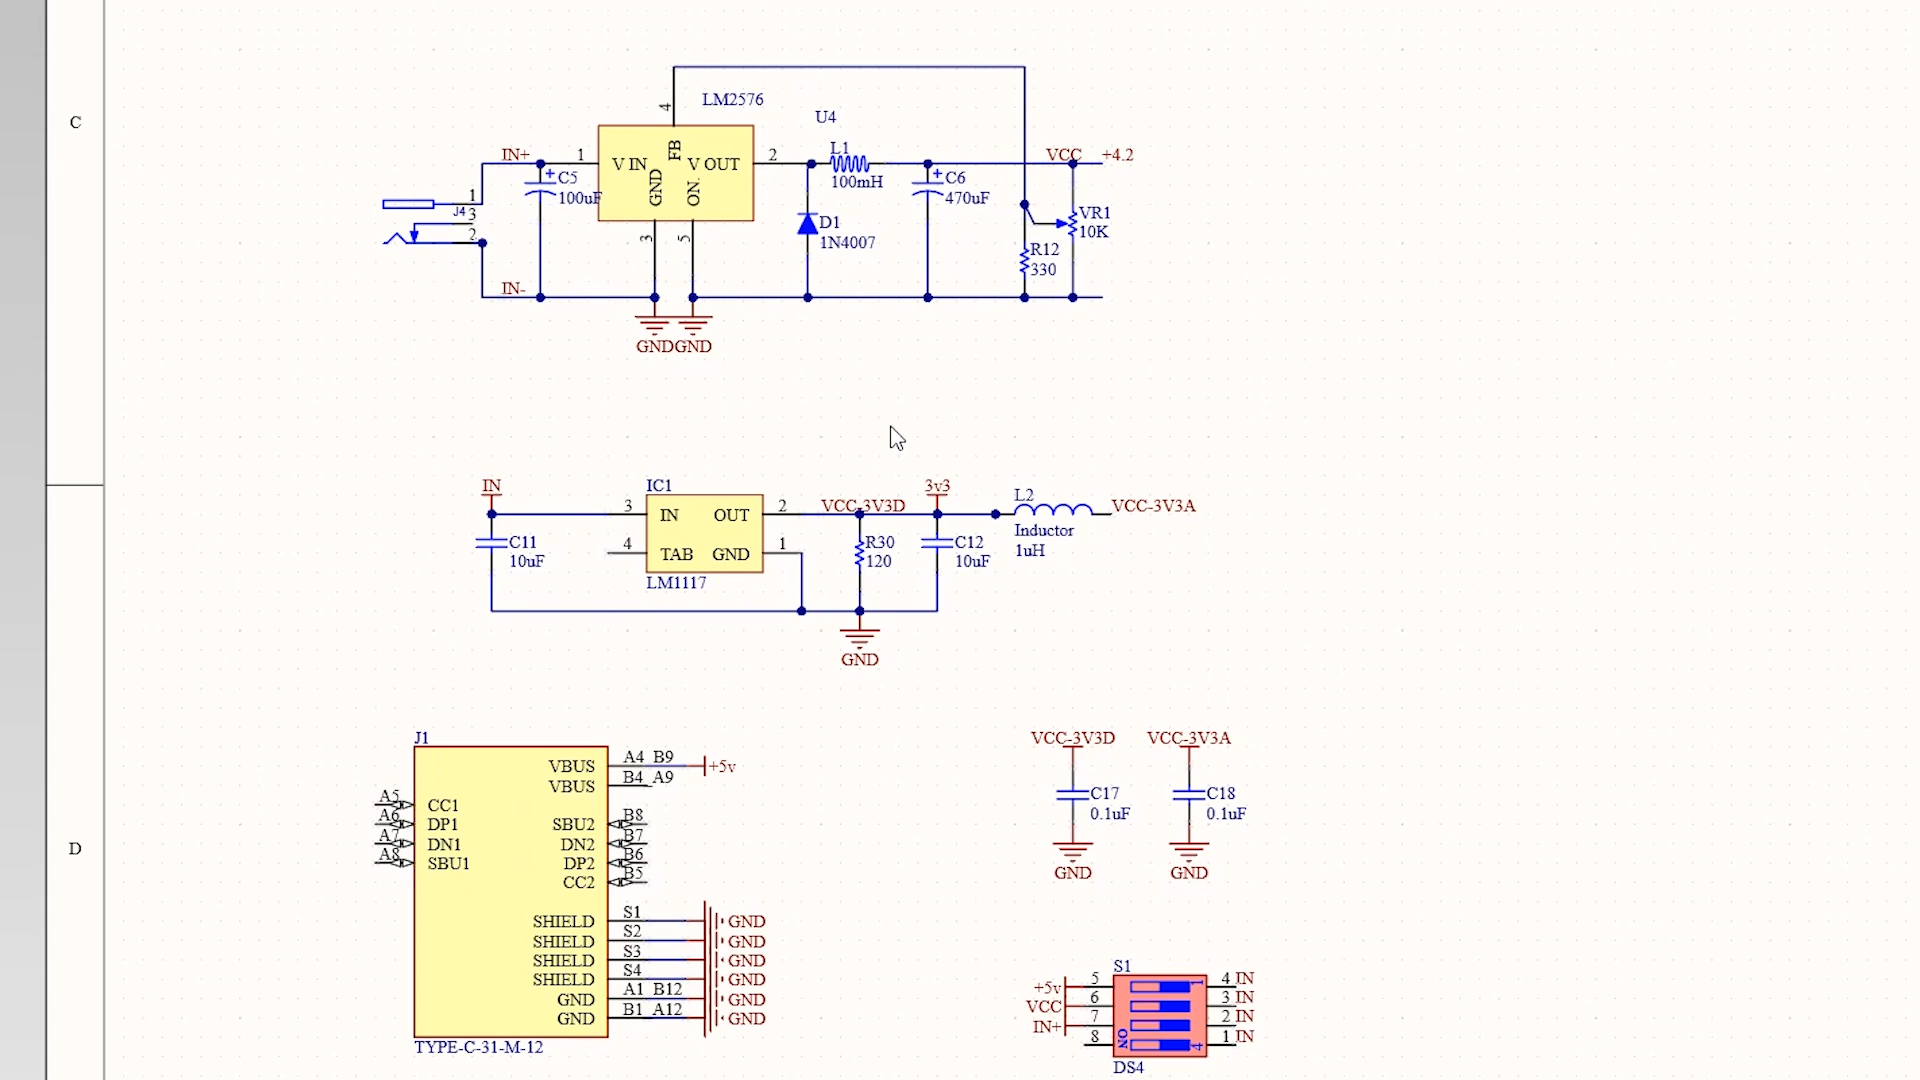 C
LM2576
U4
4
IN+
1
V IN
FB
V OUT
GND
ON.
2
L1
100mH
VCC
+4.2
C5
100uF
C6
470uF
1
J4
3
2
3
5
D1
1N4007
VR1
10K
R12
330
IN-
GND
GND
IN
IC1
3
IN
OUT
2
VCC-3V3D
3v3
L2
VCC-3V3A
Inductor
1uH
C11
10uF
4
TAB
GND
1
R30
120
C12
10uF
LM1117
GND
D
J1
VBUS
A4 B9
+5v
VBUS
B4 A9
A5
CC1
A6
DP1
SBU2
B8
A7
DN1
DN2
B7
A8
SBU1
DP2
B6
CC2
B5
SHIELD
S1
GND
SHIELD
S2
GND
SHIELD
S3
GND
SHIELD
S4
GND
GND
A1 B12
GND
GND
B1 A12
GND
TYPE-C-31-M-12
VCC-3V3D
VCC-3V3A
C17
0.1uF
C18
0.1uF
GND
GND
S1
+5v
5
1
4
IN
VCC
6
3
IN
IN+
7
2
IN
8
ON
4
1
IN
DS4